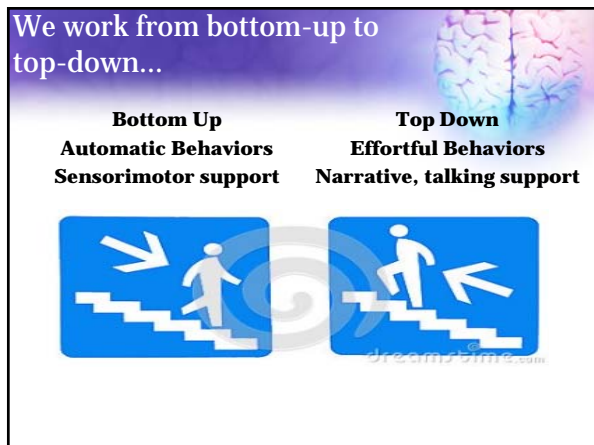 We work from bottom-up to
top-down...
Bottom Up
Automatic Behaviors
Sensorimotor support
Top Down
Effortful Behaviors
Narrative, talking support
dreamstime.com